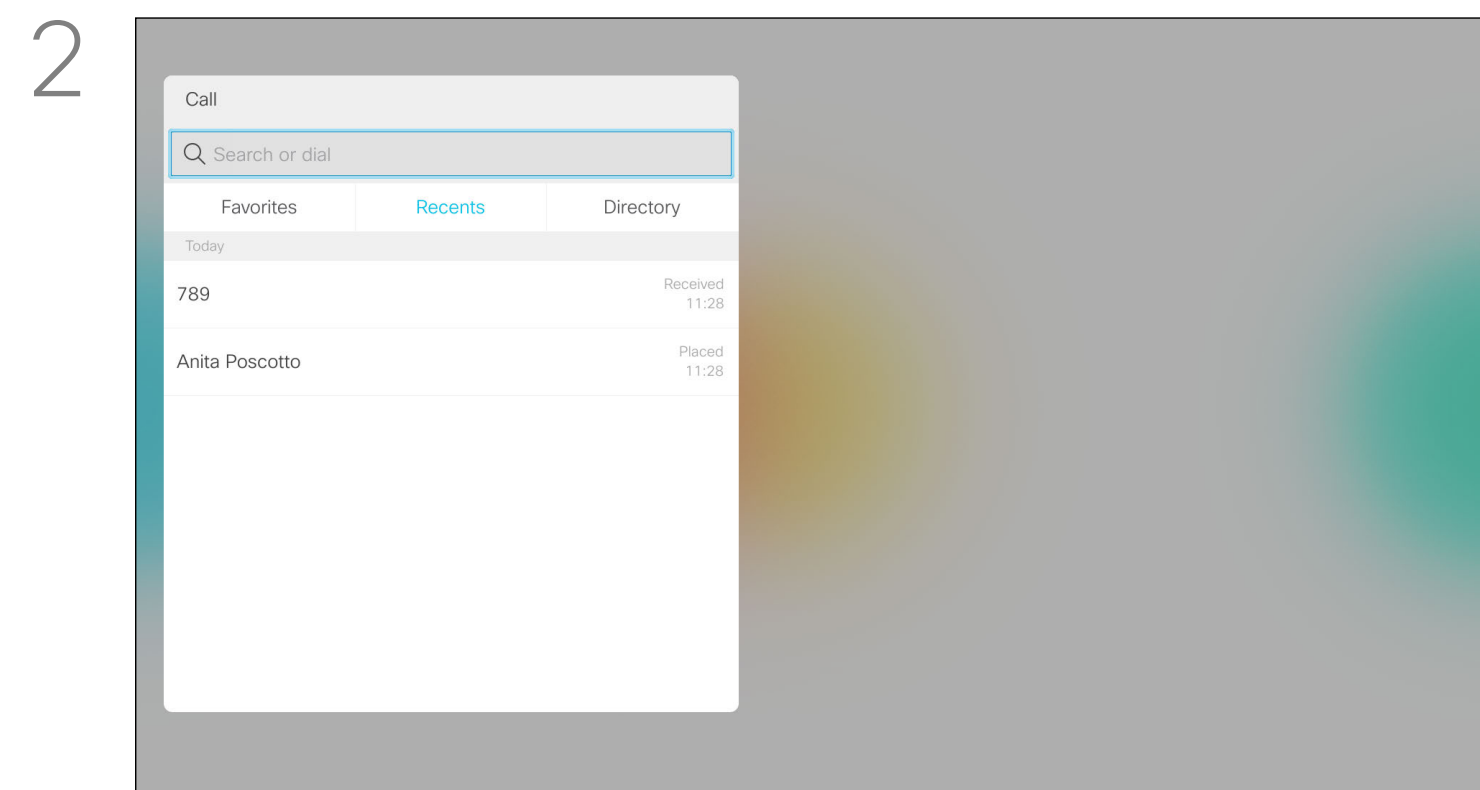 2
Call
Search or dial
Favorites Recents Directory
Today
789 Received
11:28
Anita Poscotto Placed
11:28